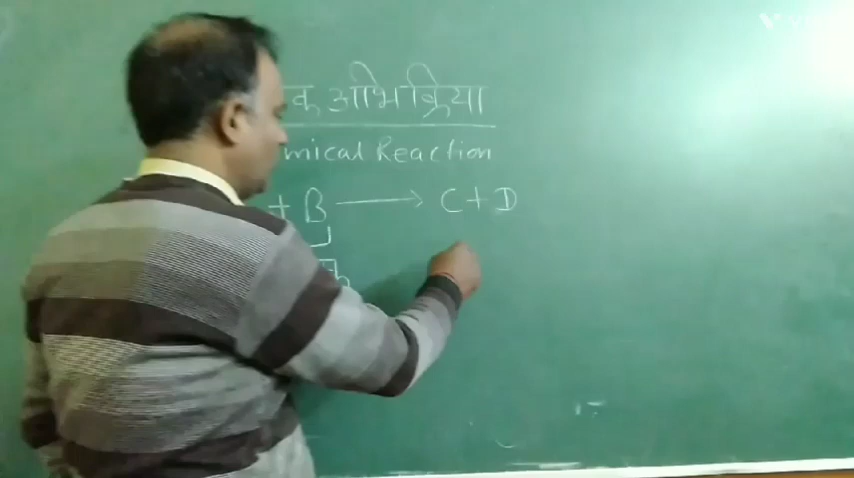 क अभिक्रिया
mical Reaction
+ B ⟶ C + D
क